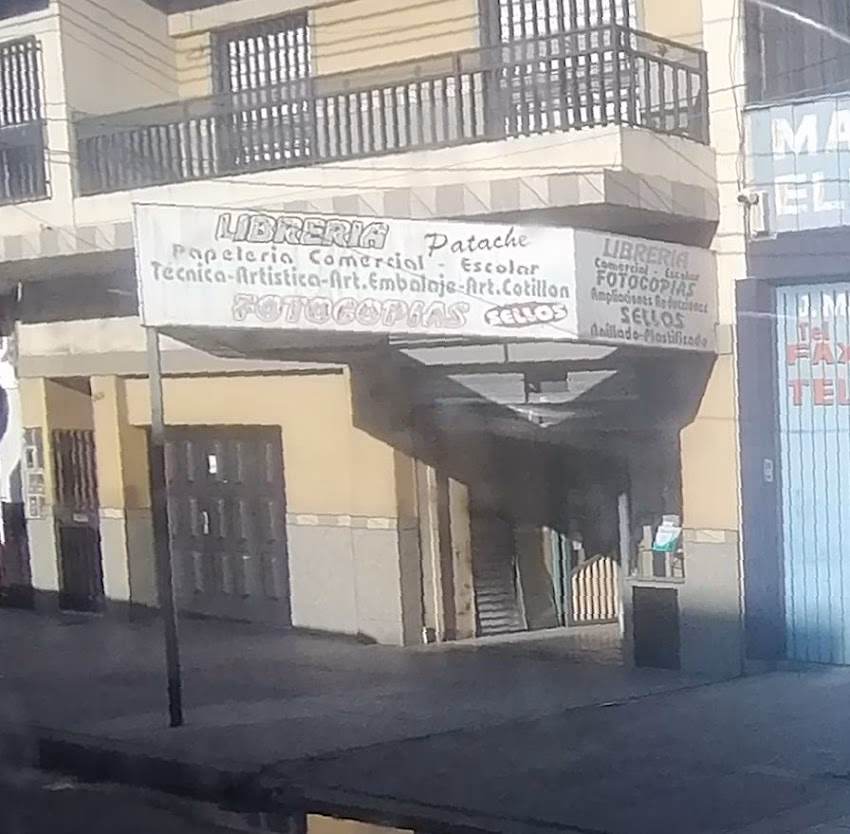 LIBRERIA Patache
Papeleria Comercial - Escolar
Tecnica-Artistica-Art.Embalaje-Art.Cotillon
FOTOCOPIAS SELLOS
LIBRERIA
Comercial - Escolar
FOTOCOPIAS
Ampliaciones Reducciones
SELLOS
Anillado-Plastificado
MA
EL
J. M
Tel
FAX
TEL